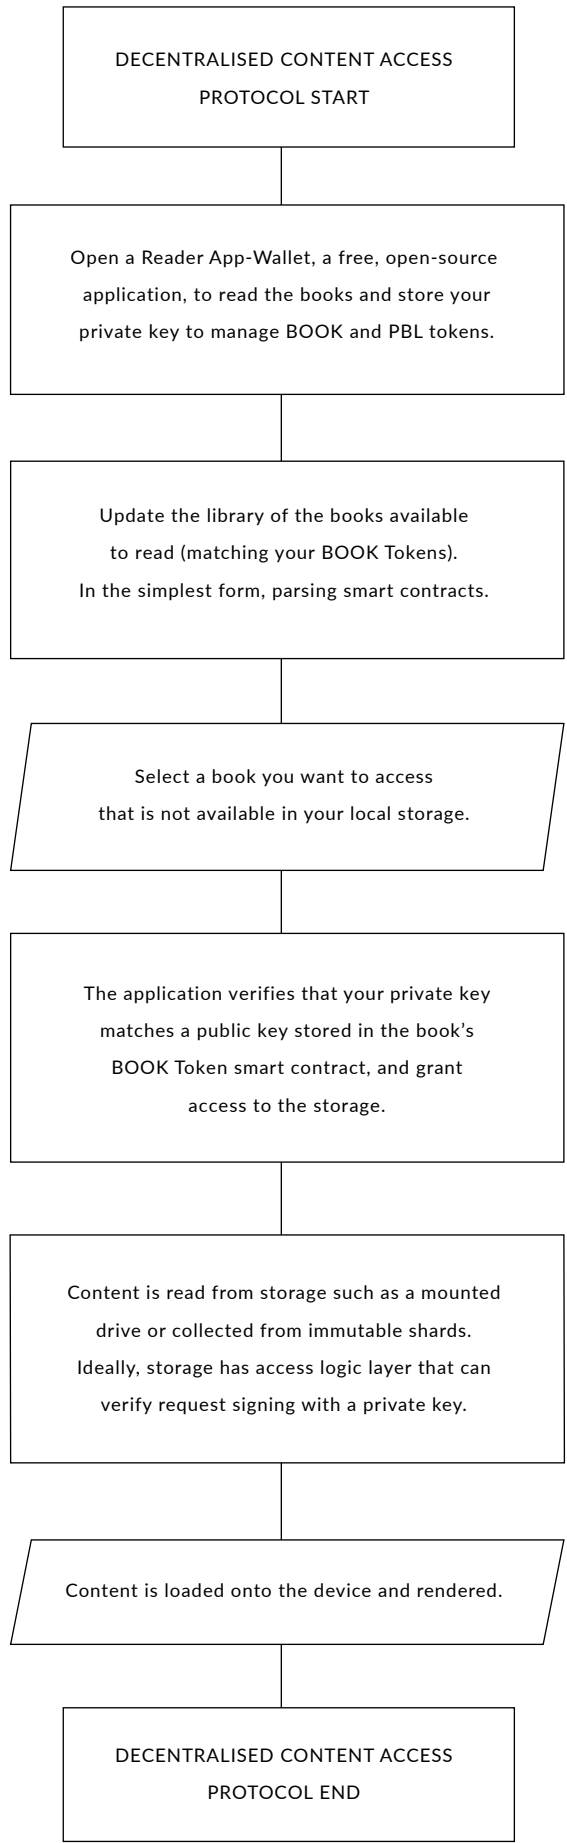 DECENTRALISED CONTENT ACCESS
PROTOCOL START
Open a Reader App-Wallet, a free, open-source
application, to read the books and store your
private key to manage BOOK and PBL tokens.
Update the library of the books available
to read (matching your BOOK Tokens).
In the simplest form, parsing smart contracts.
Select a book you want to access
that is not available in your local storage.
The application verifies that your private key
matches a public key stored in the book’s
BOOK Token smart contract, and grant
access to the storage.
Content is read from storage such as a mounted
drive or collected from immutable shards.
Ideally, storage has access logic layer that can
verify request signing with a private key.
Content is loaded onto the device and rendered.
DECENTRALISED CONTENT ACCESS
PROTOCOL END